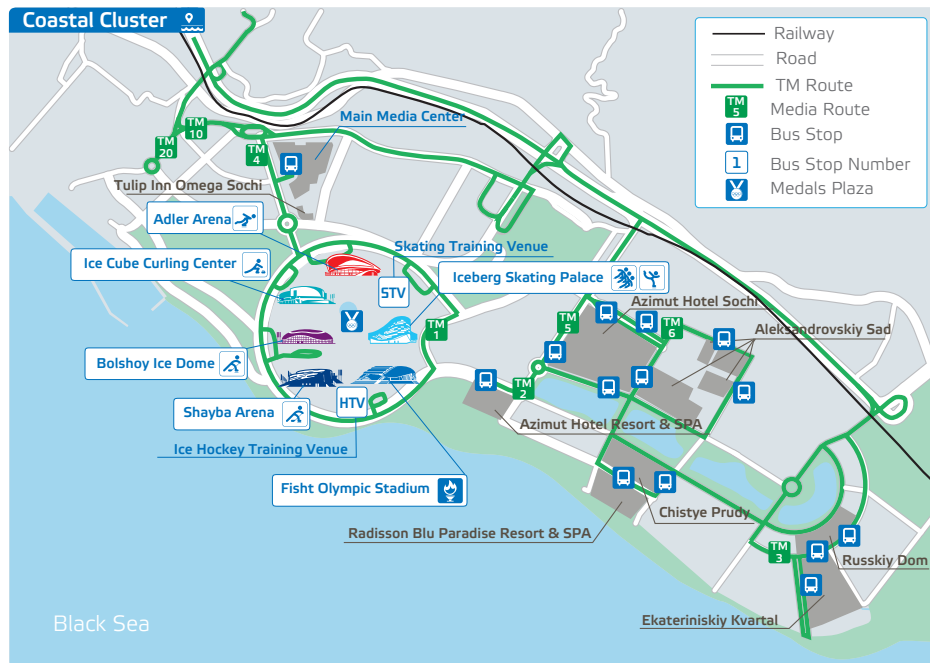 Coastal Cluster
Railway
Road
TM Route
TM
5
Media Route
Bus Stop
1
Bus Stop Number
Medals Plaza
Main Media Center
TM
10
TM
20
TM
4
Tulip Inn Omega Sochi
Adler Arena
Skating Training Venue
Ice Cube Curling Center
Iceberg Skating Palace
STV
Azimut Hotel Sochi
TM
1
TM
5
TM
6
Aleksandrovskiy Sad
Bolshoy Ice Dome
TM
2
Shayba Arena
HTV
Azimut Hotel Resort & SPA
Ice Hockey Training Venue
Fisht Olympic Stadium
Chistye Prudy
Radisson Blu Paradise Resort & SPA
TM
3
Russkiy Dom
Ekateriniskiy Kvartal
Black Sea